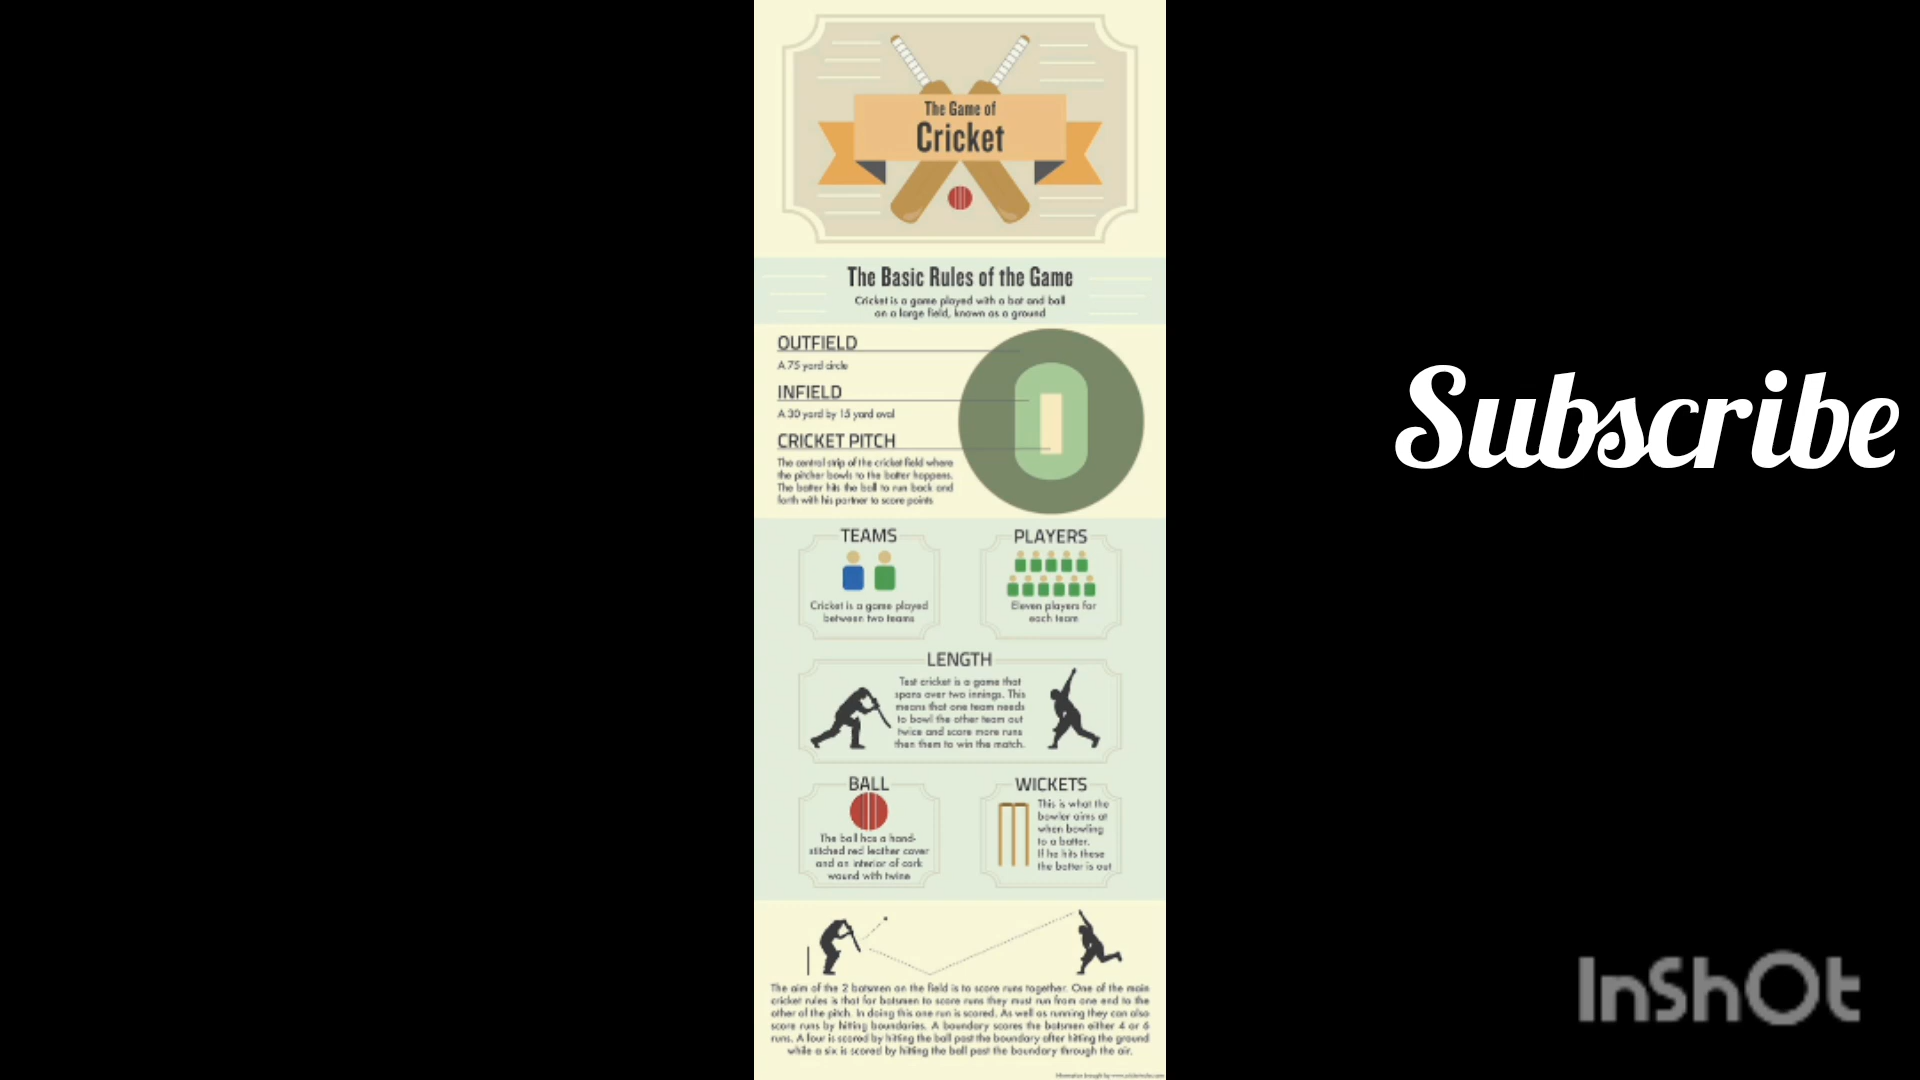 The Game of
Cricket
The Basic Rules of the Game
Cricket is a game played with a bat and ball
on a large field, known as a ground
OUTFIELD
A 75 yard circle
INFIELD
A 30 yard by 15 yard oval
CRICKET PITCH
The central strip of the cricket field where
the pitcher bowls to the batter happens.
The batter hits the ball to run back and
forth with his partner to score points
TEAMS
Cricket is a game played
between two teams
PLAYERS
Eleven players for
each team
LENGTH
Test cricket is a game that
spans over two innings. This
means that one team needs
to bowl the other team out
twice and score more runs
then them to win the match.
BALL
The ball has a hand-
stitched red leather cover
and an interior of cork
wound with twine
WICKETS
This is what the
bowler aims at
when bowling
to a batter.
If he hits these
the batter is out
The aim of the 2 batsmen on the field is to score runs together. One of the main
cricket rules is that for batsmen to score runs they must run from one end to the
other of the pitch. In doing this one run is scored. As well as running they can also
score runs by hitting boundaries. A boundary scores the batsmen either 4 or 6
runs. A four is scored by hitting the ball past the boundary after hitting the ground
while a six is scored by hitting the ball past the boundary through the air.
Subscribe
InShOt